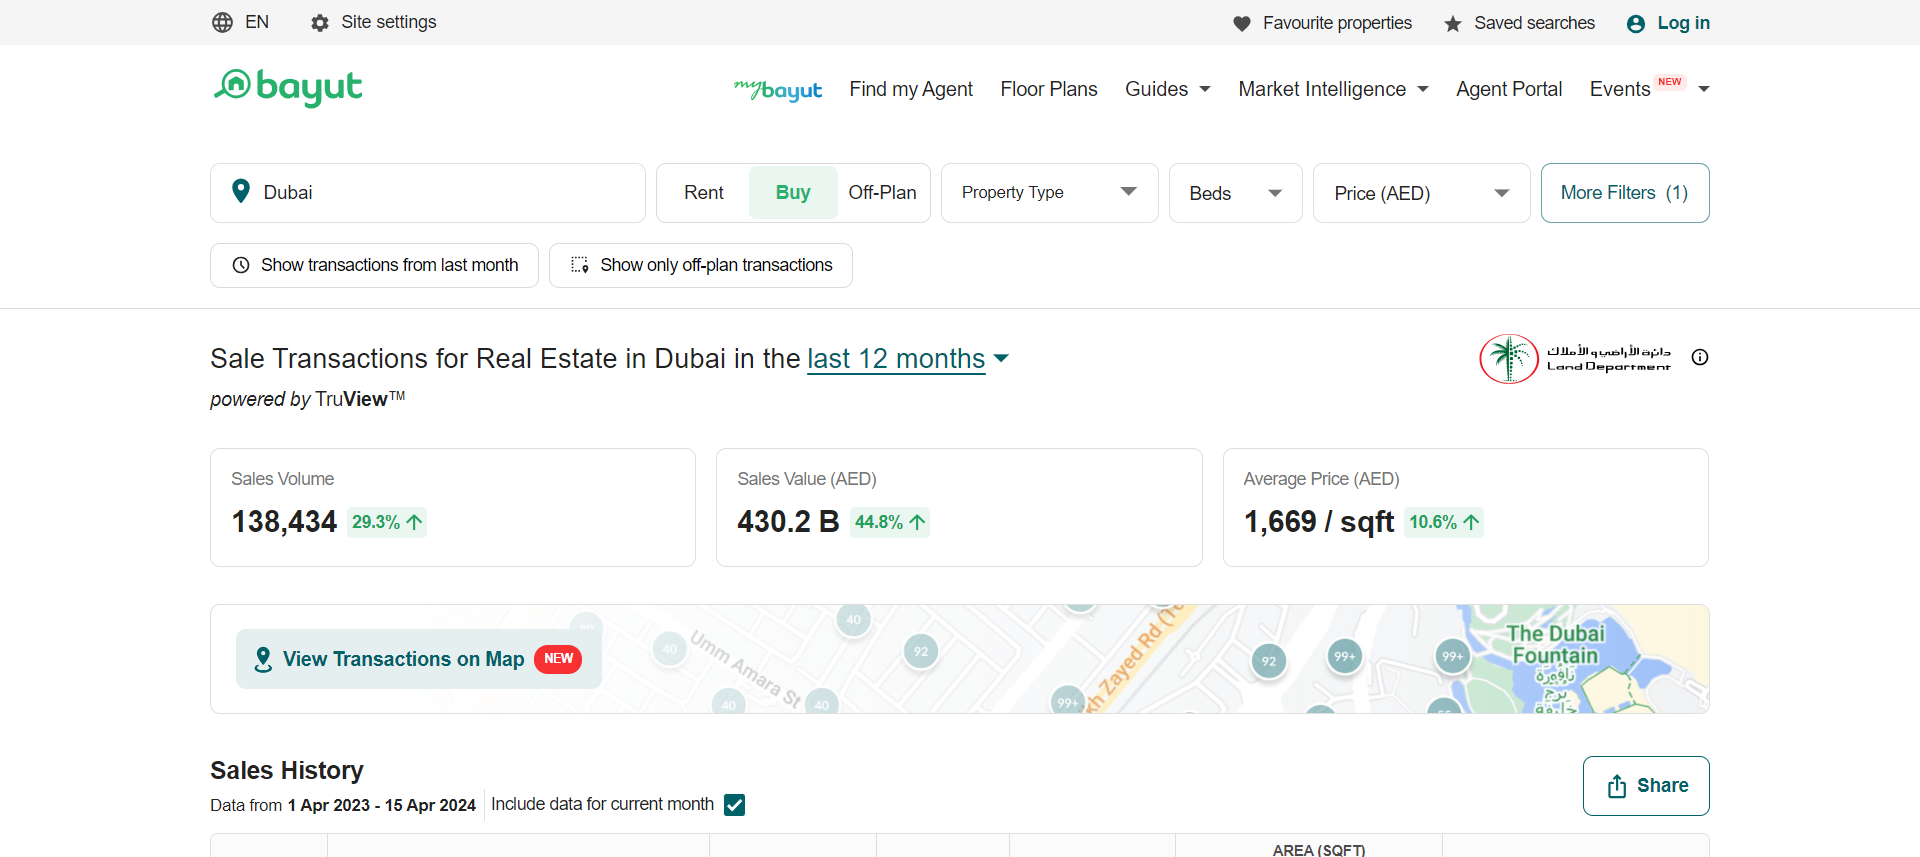 EN
Site settings
Favourite properties
Saved searches
Log in
bayut
mybayut
Find my Agent
Floor Plans
Guides
Market Intelligence
Agent Portal
Events NEW
Dubai
Rent
Buy
Off-Plan
Property Type
Beds
Price (AED)
More Filters (1)
Show transactions from last month
Show only off-plan transactions
Sale Transactions for Real Estate in Dubai in the last 12 months
دائرة الأراضي و الأملاك
Land Department
powered by TruView™
Sales Volume
138,434 29.3%
Sales Value (AED)
430.2 B 44.8%
Average Price (AED)
1,669 / sqft 10.6%
View Transactions on Map NEW
40
Umm Amara St
40
40
40
92
99+
kh Zayed Rd
92
99+
99+
The Dubai
Fountain
نافورة
برج
خليفة
Sales History
Data from 1 Apr 2023 - 15 Apr 2024
Include data for current month
Share
AREA (SQFT)